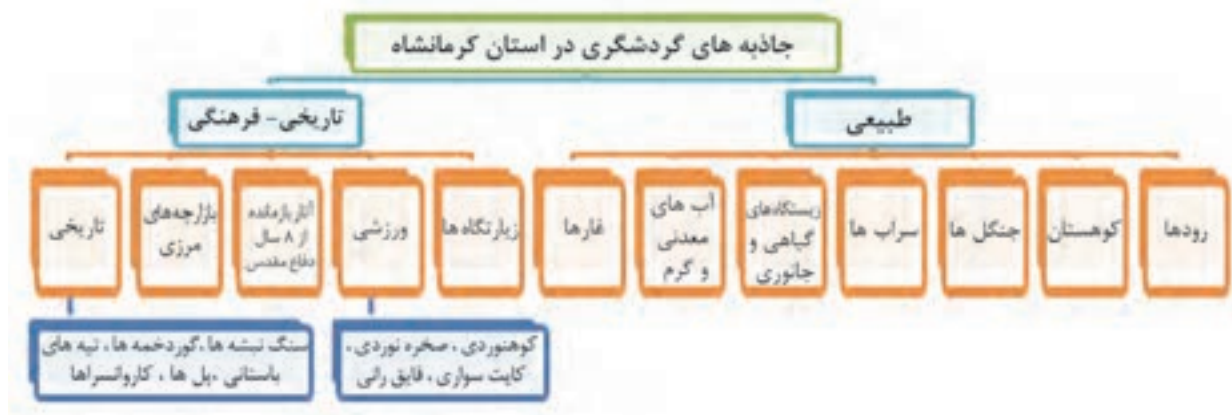 جاذبه های گردشگری در استان کرمانشاه
طبیعی
تاریخی - فرهنگی
رودها
کوهستان
جنگل ها
سراب ها
زیستگاه‌های
گیاهی و
جانوری
آب های
معدنی
و گرم
غارها
زیارتگاه ها
ورزشی
آثار بازمانده
از ۸ سال
دفاع مقدس
بازارچه‌های
مرزی
تاریخی
کوهنوردی ، صخره نوردی ،
کایت سواری ، قایق رانی
سنگ نبشته ها ، گوردخمه ها ، تپه های
باستانی ، پل ها ، کاروانسراها